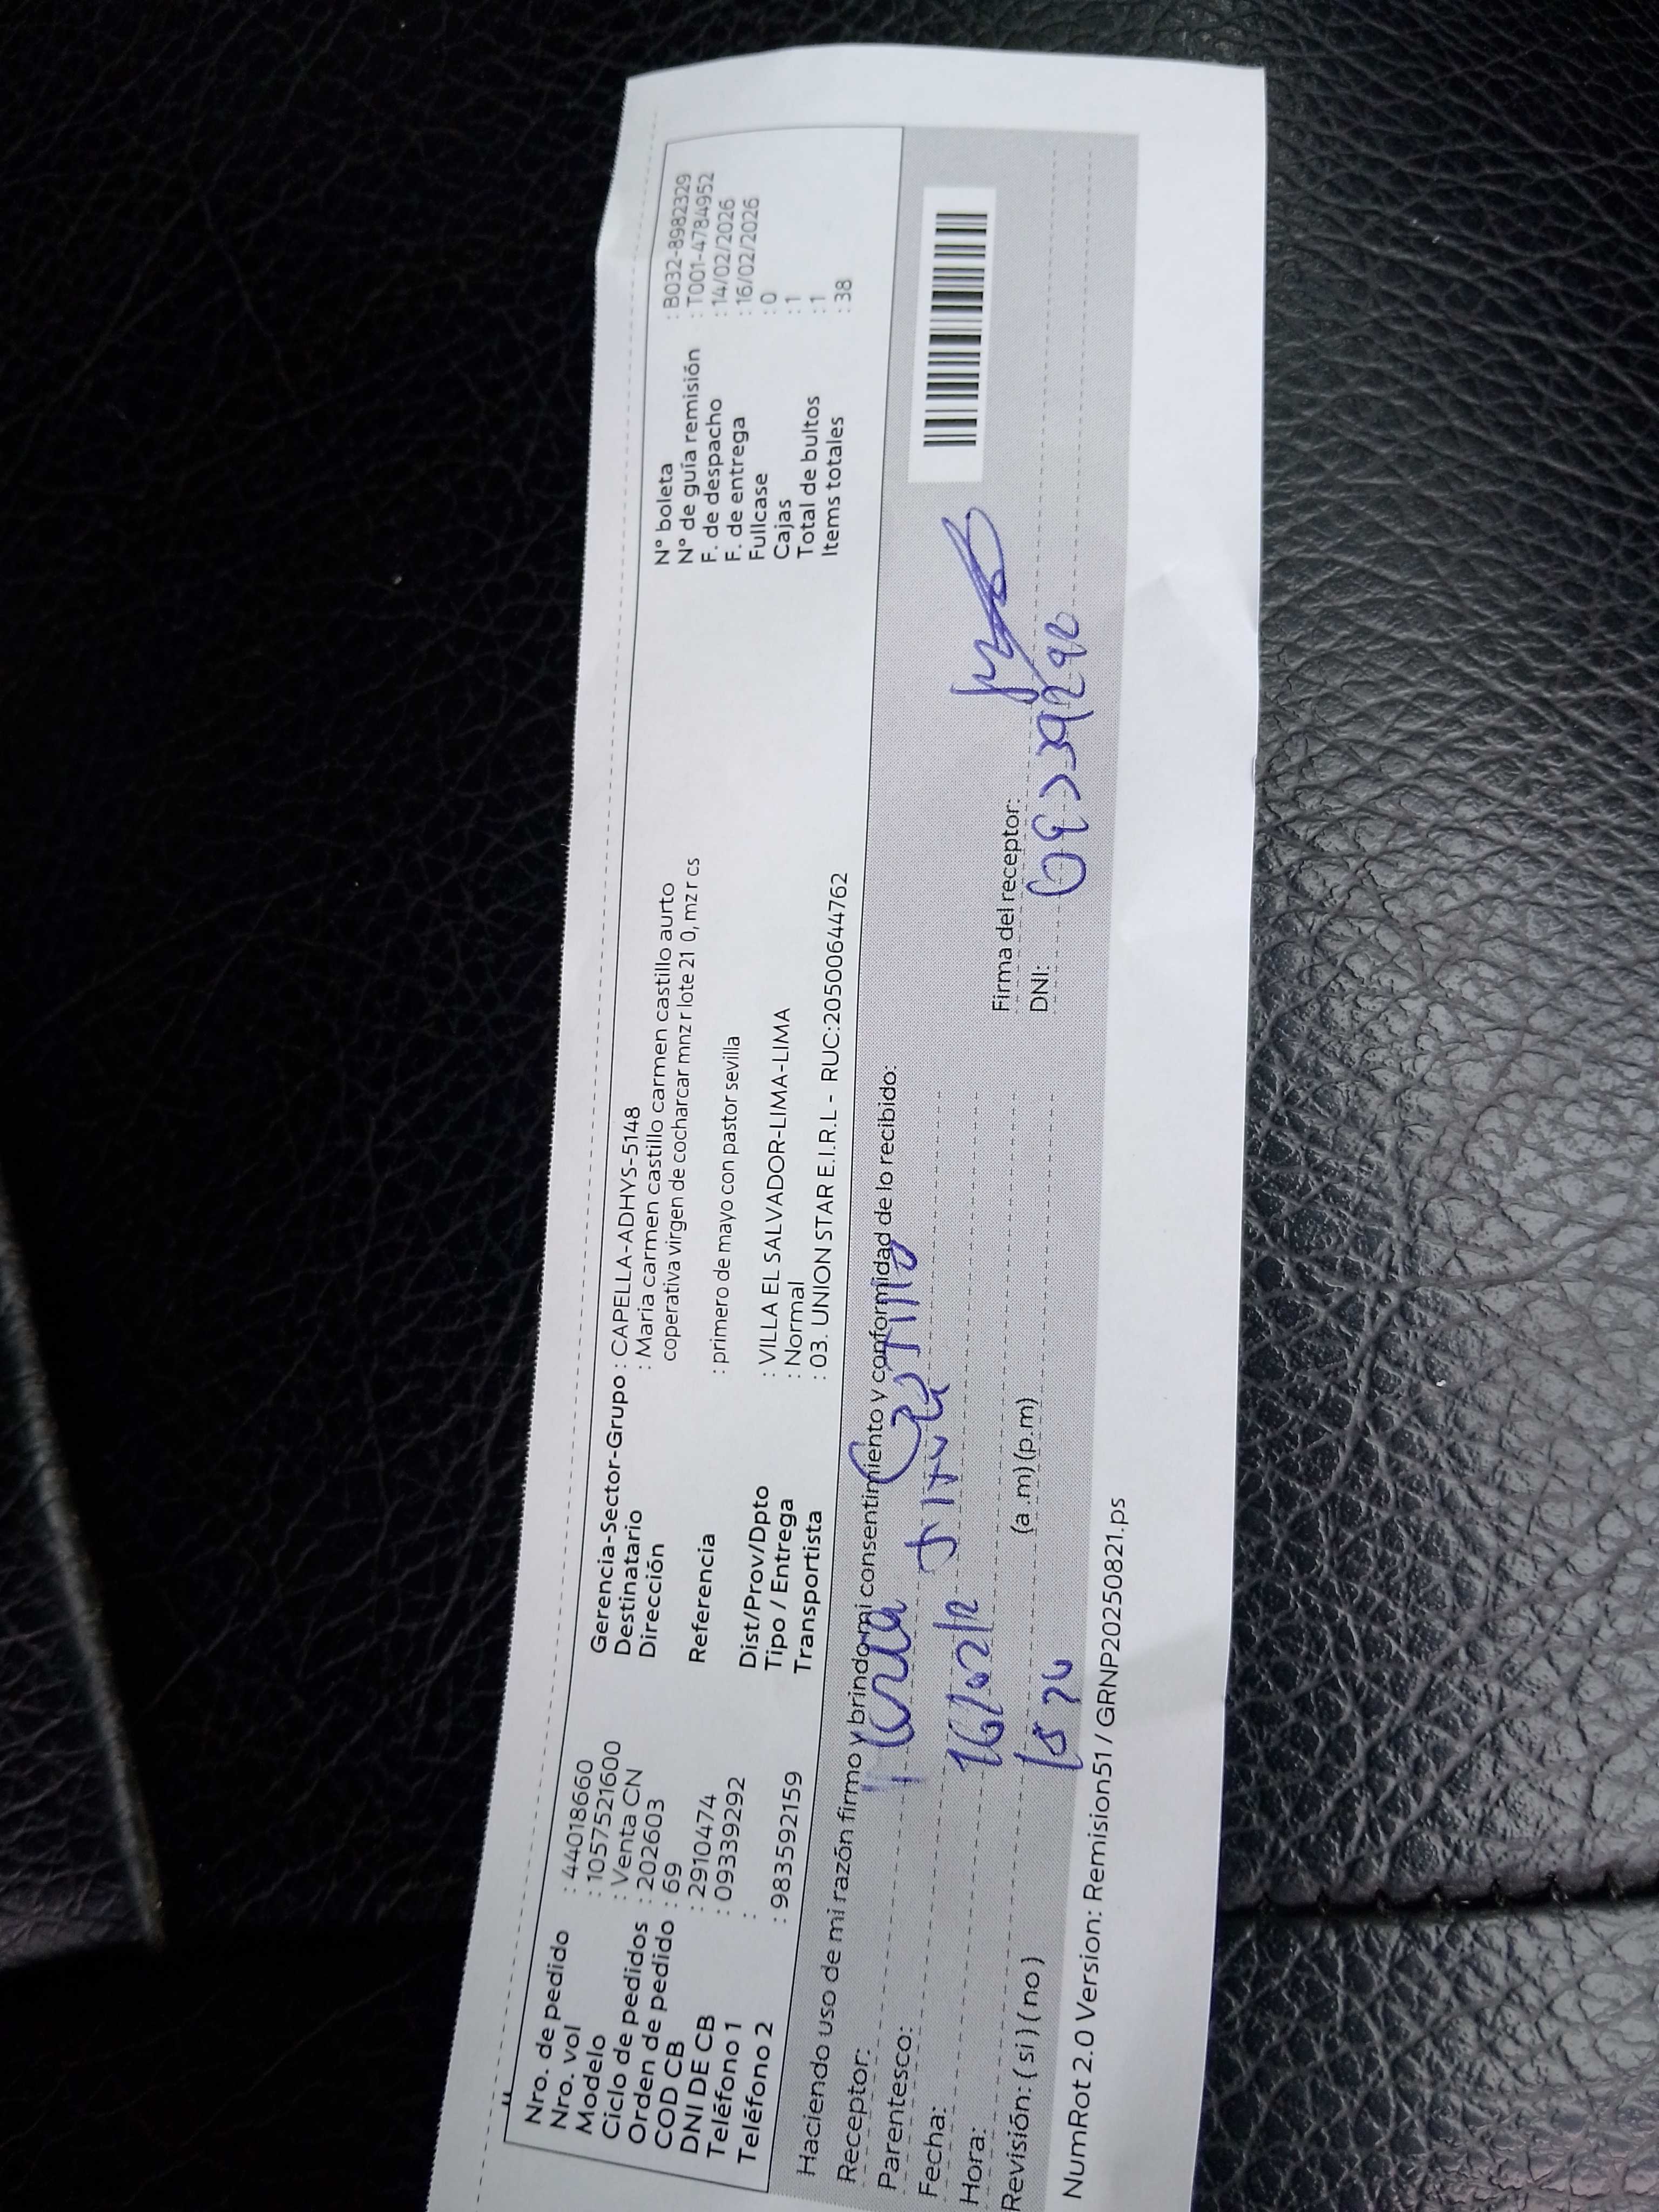 Nro. de pedido : 44018660
Nro. vol : 1057521600
Modelo : Venta CN
Ciclo de pedidos : 202603
Orden de pedido : 69
COD CB : 2910474
DNI DE CB : 09339292
Teléfono 1 :
Teléfono 2 : 983592159
Gerencia-Sector-Grupo : CAPELLA-ADHYS-5148
Destinatario : Maria carmen castillo carmen castillo aurto
Dirección
coperativa virgen de cocharcar mnz r lote 21 0, mz r cs
Referencia : primero de mayo con pastor sevilla
Dist/Prov/Dpto : VILLA EL SALVADOR-LIMA-LIMA
Tipo / Entrega : Normal
Transportista : 03. UNION STAR E.I.R.L - RUC:20500644762
N° boleta : B032-8982329
N° de guía remisión : T001-4784952
F. de despacho : 14/02/2026
F. de entrega : 16/02/2026
Fullcase : 0
Cajas : 1
Total de bultos : 1
Items totales : 38
Haciendo uso de mi razón firmo y brindo mi consentimiento y conformidad de lo recibido:
Receptor:
Parentesco:
Fecha: 16/02/
Hora: (a .m) (p.m)
Revisión: ( si ) ( no )
Firma del receptor:
DNI:
NumRot 2.0 Version: Remision51 / GRNP20250821.ps